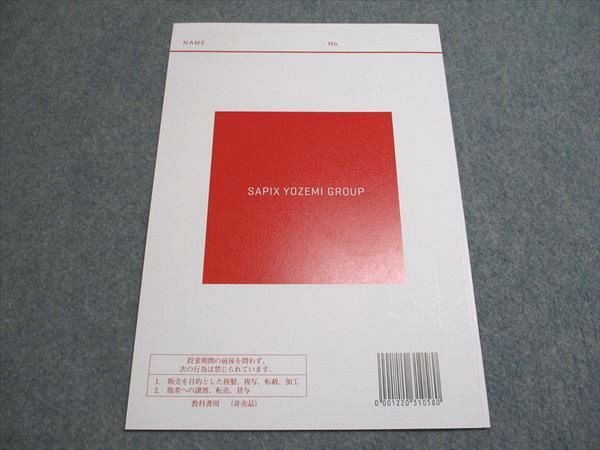 NAME
No.
SAPIX YOZEMI GROUP
授業期間の前後を問わず、
次の行為は禁じられています。
1. 販売を目的とした複製、複写、転載、加工
2. 他者への譲渡、転売、貸与
教科書用 (非売品)
0 001220 310580